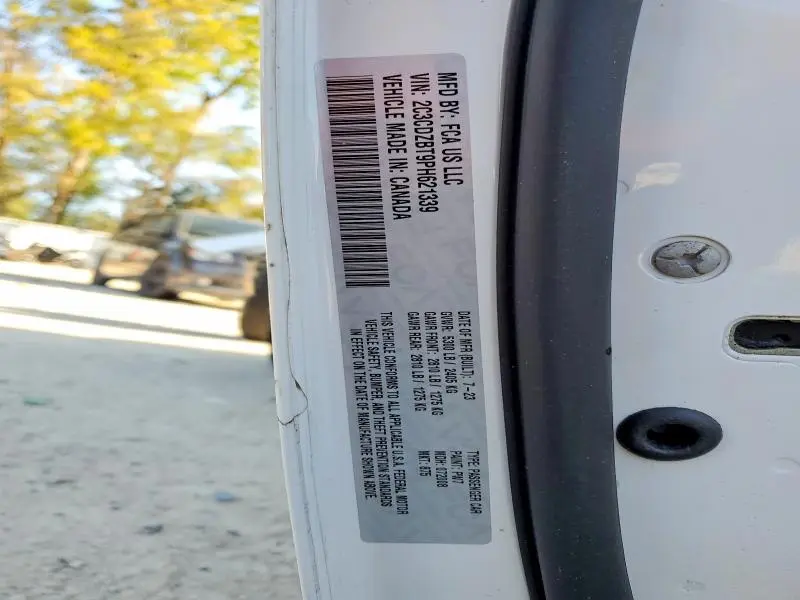 MFD BY: FCA US LLC
VIN: 2C3CDZBT9PH621339
VEHICLE MADE IN: CANADA
DATE OF MFR (BUILT): 7-23
GVWR: 5300 LB / 2405 KG
GAWR FRONT: 2810 LB / 1275 KG
GAWR REAR: 2810 LB / 1275 KG
TYPE: PASSENGER CAR
PAINT: PW7
MDH: 072008
MKT: 875
THIS VEHICLE CONFORMS TO ALL APPLICABLE U.S.A. FEDERAL MOTOR
VEHICLE SAFETY, BUMPER, AND THEFT PREVENTION STANDARDS
IN EFFECT ON THE DATE OF MANUFACTURE SHOWN ABOVE.